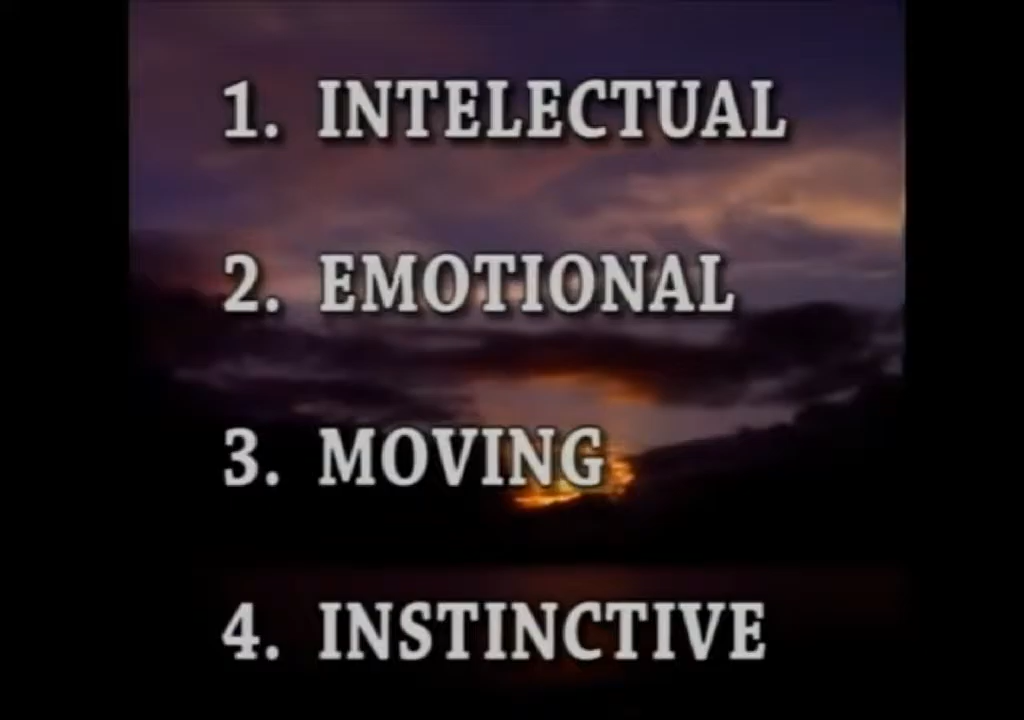 1. INTELECTUAL
2. EMOTIONAL
3. MOVING
4. INSTINCTIVE